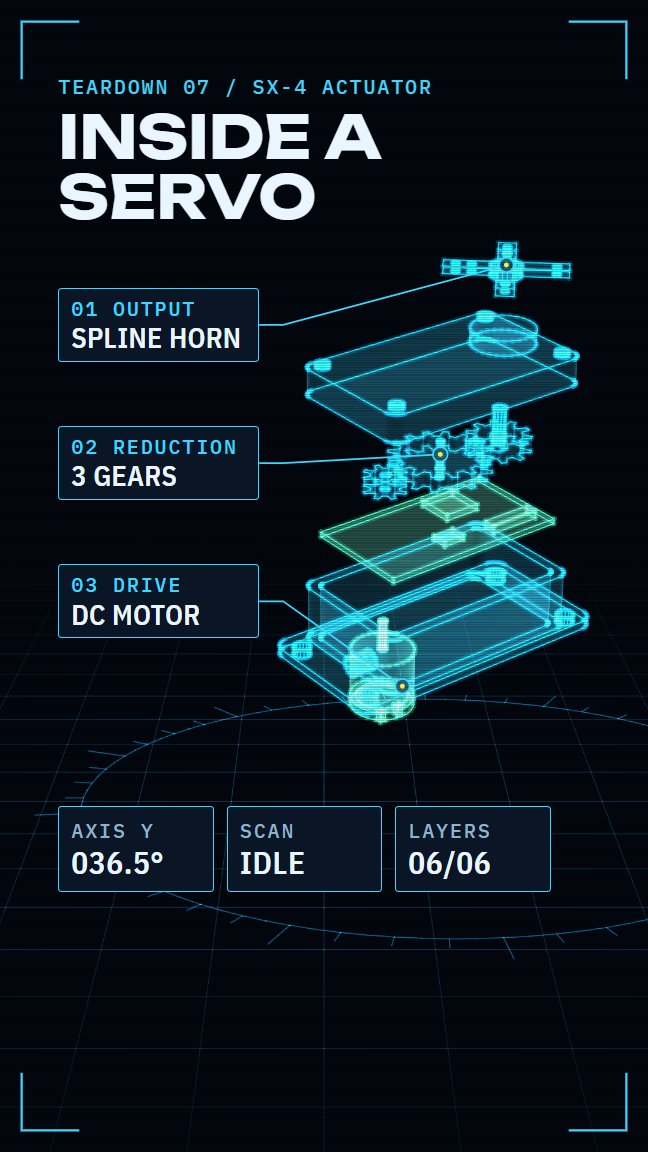 TEARDOWN 07 / SX-4 ACTUATOR
INSIDE A
SERVO
01 OUTPUT
SPLINE HORN
02 REDUCTION
3 GEARS
03 DRIVE
DC MOTOR
AXIS Y
036.5°
SCAN
IDLE
LAYERS
06/06